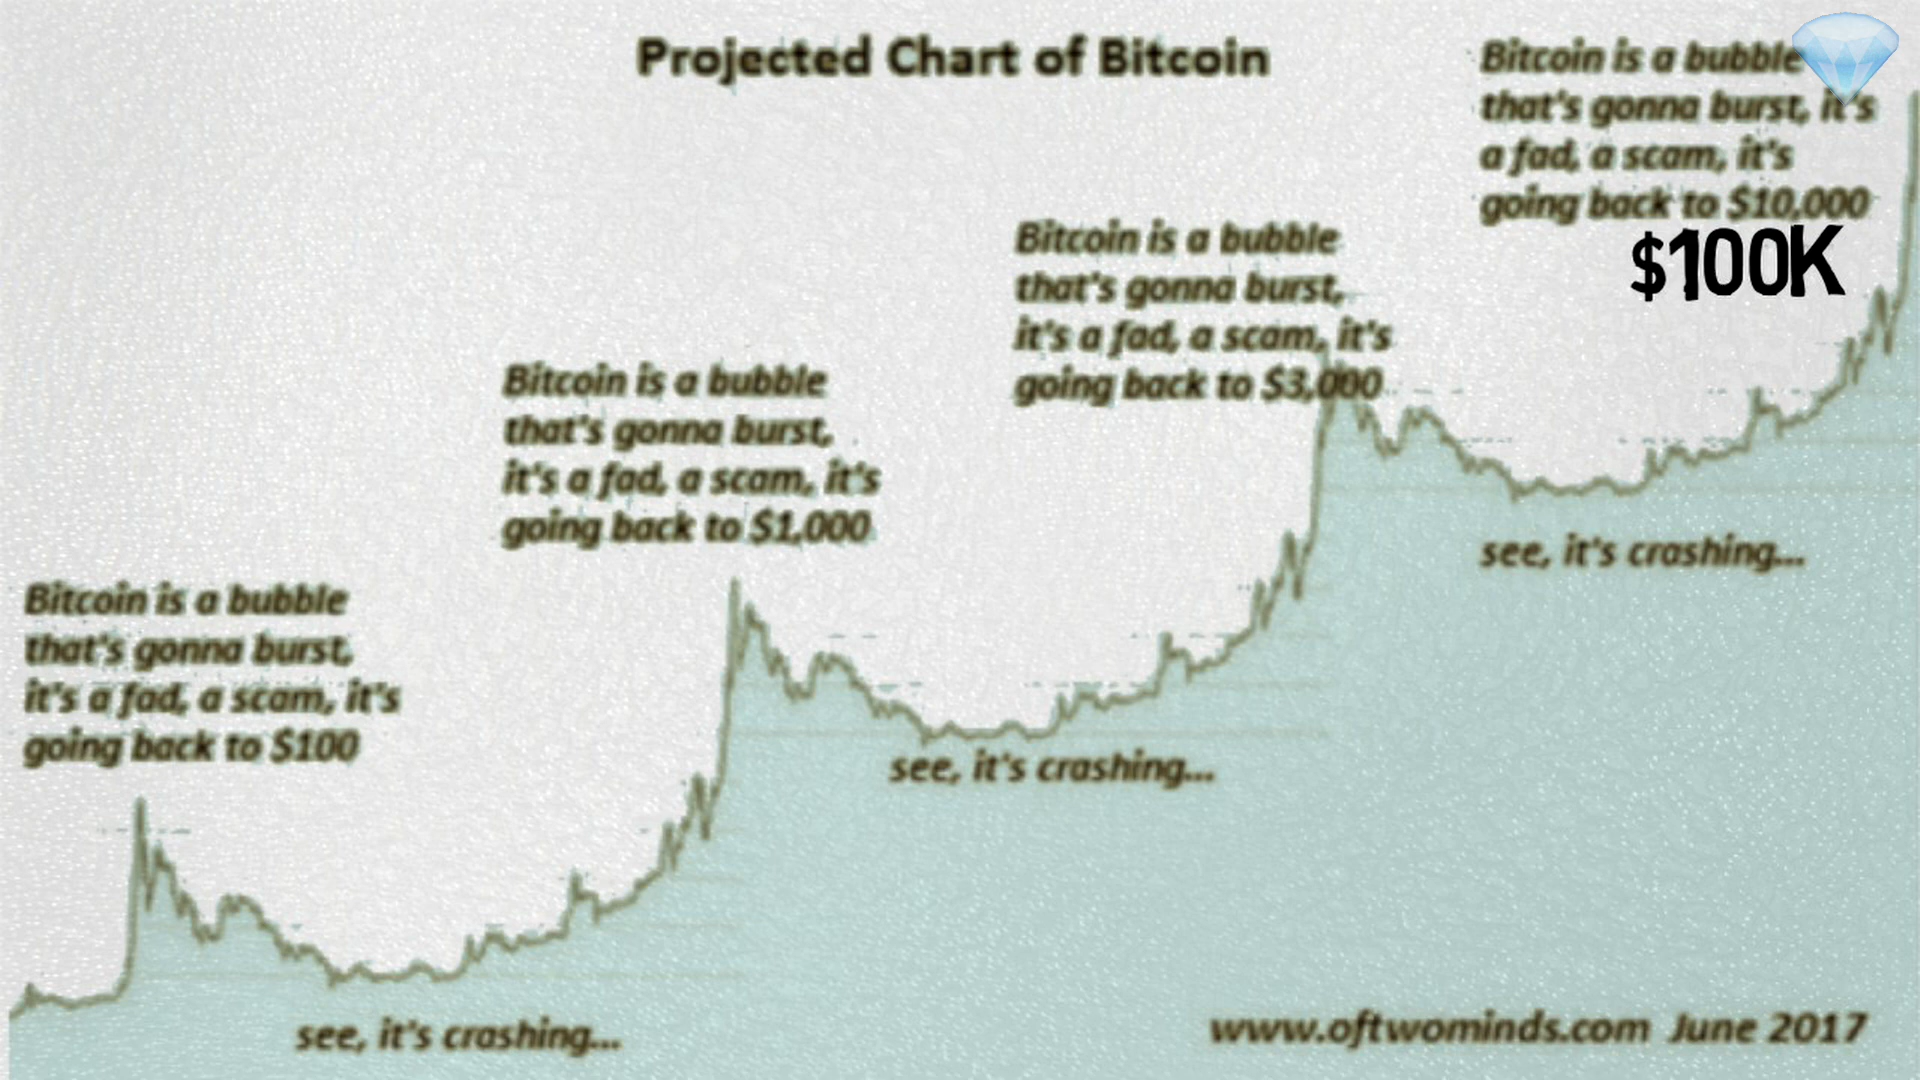 Projected Chart of Bitcoin
Bitcoin is a bubble
that's gonna burst,
it's a fad, a scam, it's
going back to $100
see, it's crashing...
Bitcoin is a bubble
that's gonna burst,
it's a fad, a scam, it's
going back to $1,000
see, it's crashing...
Bitcoin is a bubble
that's gonna burst,
it's a fad, a scam, it's
going back to $3,000
see, it's crashing...
Bitcoin is a bubble
that's gonna burst, it's
a fad, a scam, it's
going back to $10,000
$100K
www.oftwominds.com June 2017